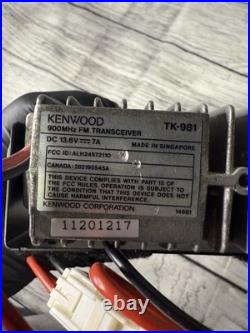 KENWOOD TK-981
900MHz FM TRANSCEIVER
DC 13.6V 7A MADE IN SINGAPORE
FCC ID:ALH24572110
CANADA: 382190545A
THIS DEVICE COMPLIES WITH PART 15 OF
THE FCC RULES. OPERATION IS SUBJECT TO
THE CONDITION THAT THIS DEVICE DOES NOT
CAUSE HARMFUL INTERFERENCE.
KENWOOD CORPORATION
11201217